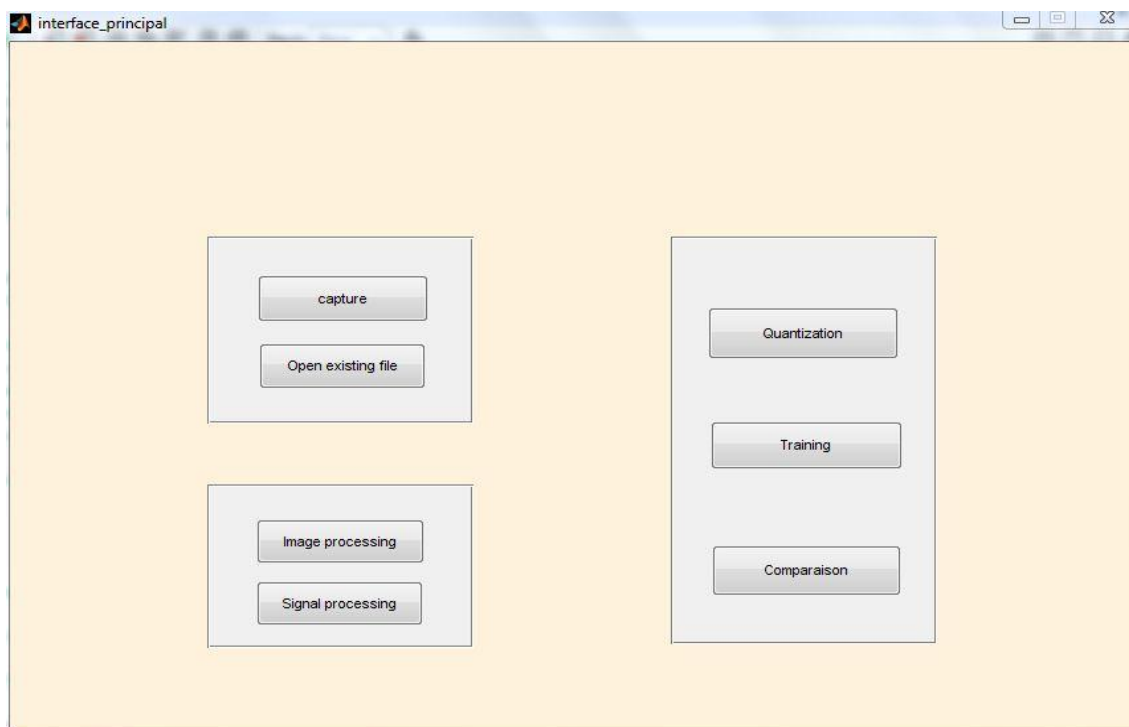 interface_principal
capture
Open existing file
Image processing
Signal processing
Quantization
Training
Comparaison